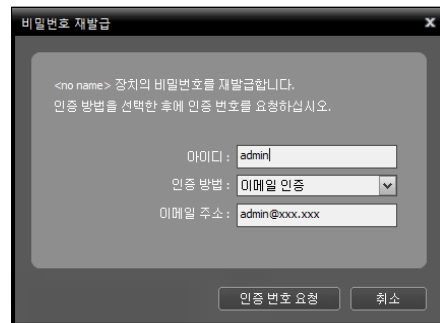 비밀번호 재발급 x
<no name> 장치의 비밀번호를 재발급합니다.
인증 방법을 선택한 후에 인증 번호를 요청하십시오.
아이디 : admin
인증 방법 : 이메일 인증
이메일 주소 : admin@xxx.xxx
인증 번호 요청 취소